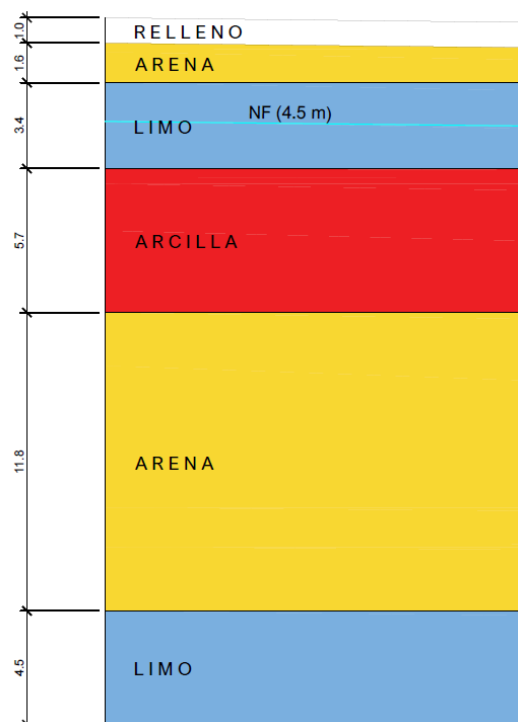 1.0
RELLENO
1.6
ARENA
3.4
NF (4.5 m)
LIMO
5.7
ARCILLA
11.8
ARENA
4.5
LIMO